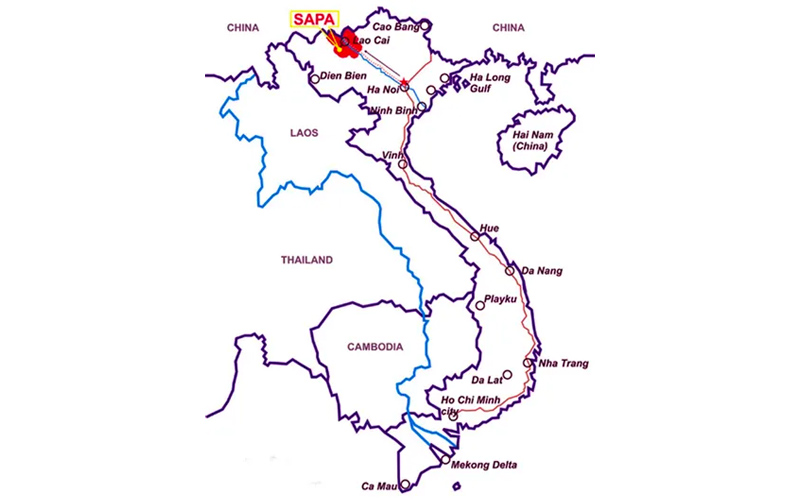 SAPA
CHINA
CHINA
Cao Bang
Lao Cai
Dien Bien
Ha Noi
Ha Long
Gulf
Ninh Binh
Hai Nam
(China)
LAOS
Vinh
Hue
THAILAND
Da Nang
Playku
CAMBODIA
Nha Trang
Da Lat
Ho Chi Minh
city
Mekong Delta
Ca Mau